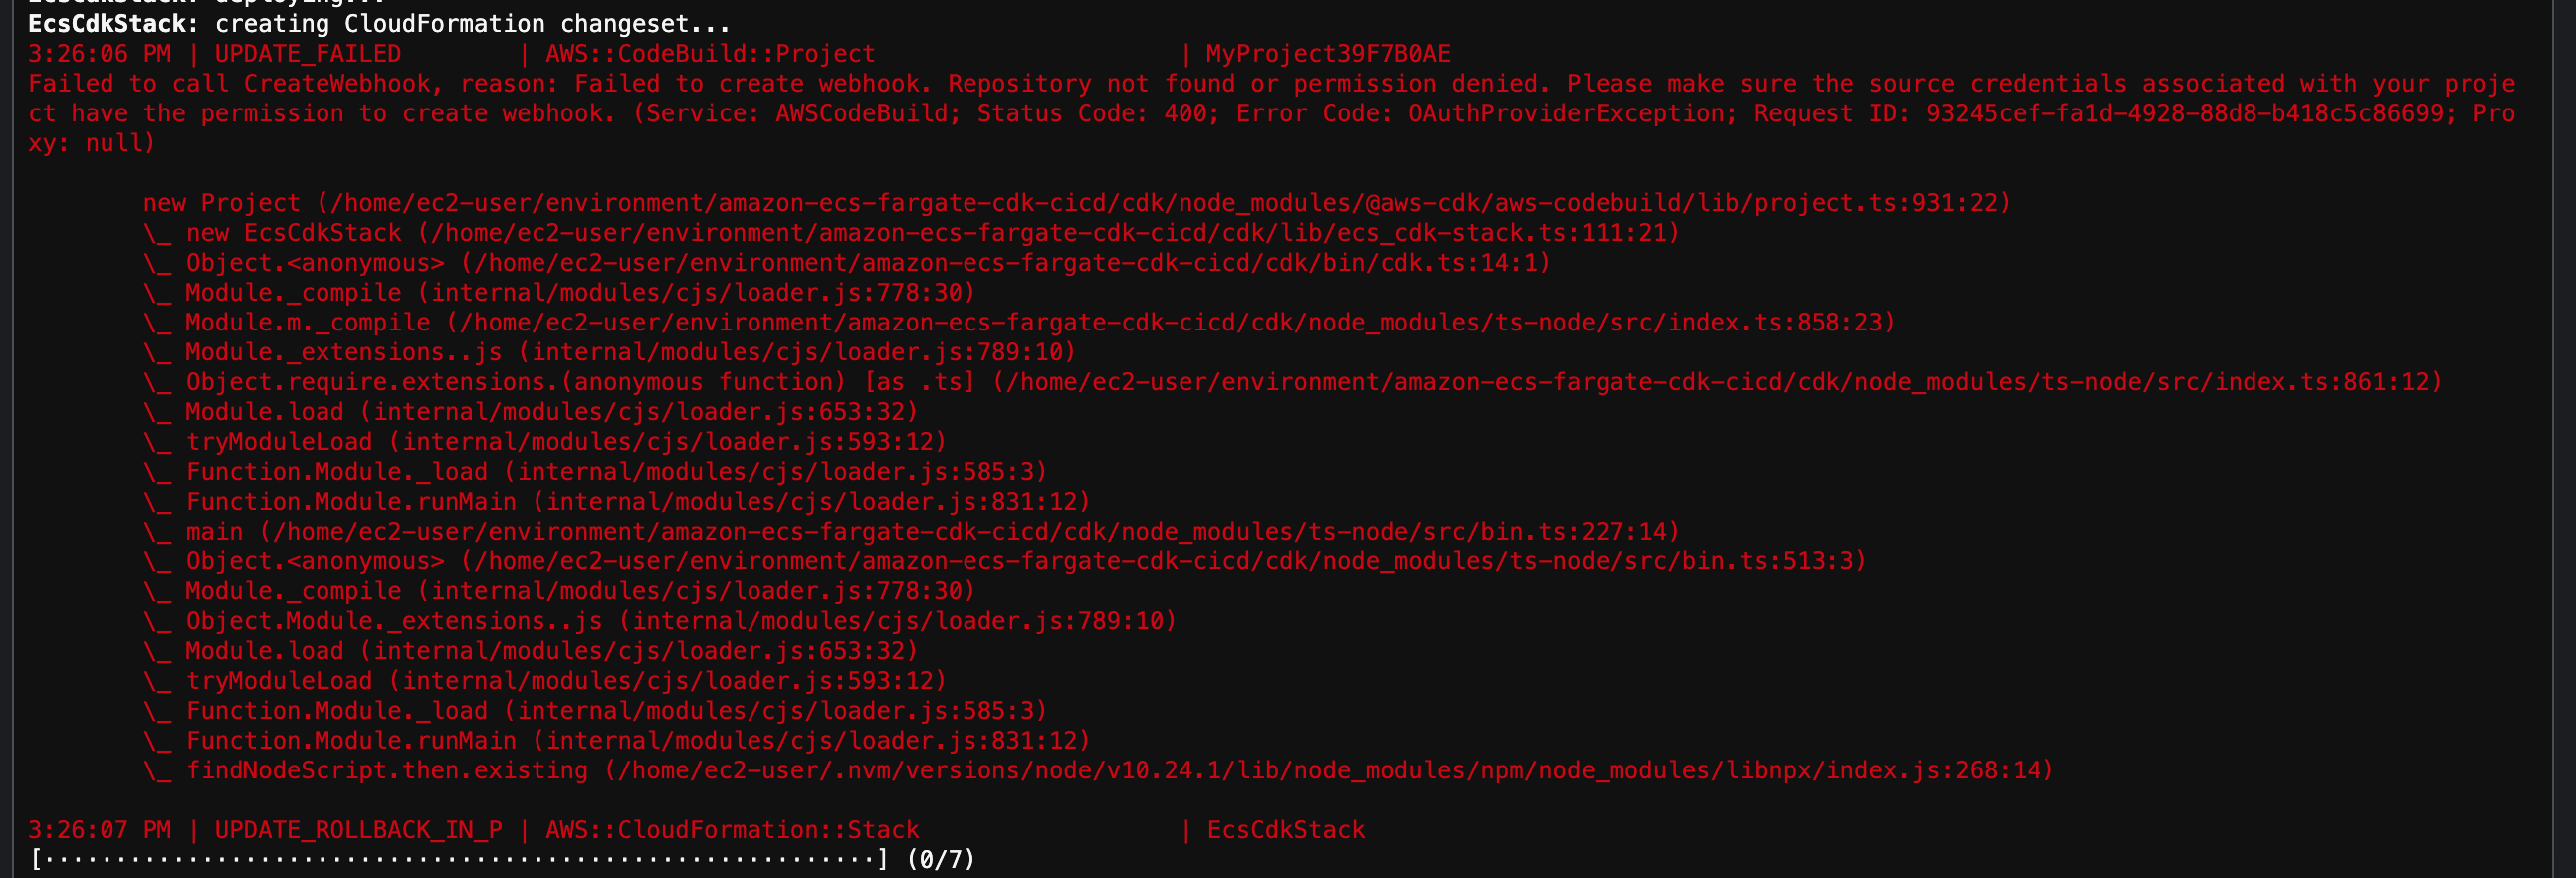 EcsCdkStack: deploying...
EcsCdkStack: creating CloudFormation changeset...
3:26:06 PM | UPDATE_FAILED        | AWS::CodeBuild::Project                     | MyProject39F7B0AE
Failed to call CreateWebhook, reason: Failed to create webhook. Repository not found or permission denied. Please make sure the source credentials associated with your proje
ct have the permission to create webhook. (Service: AWSCodeBuild; Status Code: 400; Error Code: OAuthProviderException; Request ID: 93245cef-fa1d-4928-88d8-b418c5c86699; Pro
xy: null)
new Project (/home/ec2-user/environment/amazon-ecs-fargate-cdk-cicd/cdk/node_modules/@aws-cdk/aws-codebuild/lib/project.ts:931:22)
\_ new EcsCdkStack (/home/ec2-user/environment/amazon-ecs-fargate-cdk-cicd/cdk/lib/ecs_cdk-stack.ts:111:21)
\_ Object.<anonymous> (/home/ec2-user/environment/amazon-ecs-fargate-cdk-cicd/cdk/bin/cdk.ts:14:1)
\_ Module._compile (internal/modules/cjs/loader.js:778:30)
\_ Module.m._compile (/home/ec2-user/environment/amazon-ecs-fargate-cdk-cicd/cdk/node_modules/ts-node/src/index.ts:858:23)
\_ Module._extensions..js (internal/modules/cjs/loader.js:789:10)
\_ Object.require.extensions.(anonymous function) [as .ts] (/home/ec2-user/environment/amazon-ecs-fargate-cdk-cicd/cdk/node_modules/ts-node/src/index.ts:861:12)
\_ Module.load (internal/modules/cjs/loader.js:653:32)
\_ tryModuleLoad (internal/modules/cjs/loader.js:593:12)
\_ Function.Module._load (internal/modules/cjs/loader.js:585:3)
\_ Function.Module.runMain (internal/modules/cjs/loader.js:831:12)
\_ main (/home/ec2-user/environment/amazon-ecs-fargate-cdk-cicd/cdk/node_modules/ts-node/src/bin.ts:227:14)
\_ Object.<anonymous> (/home/ec2-user/environment/amazon-ecs-fargate-cdk-cicd/cdk/node_modules/ts-node/src/bin.ts:513:3)
\_ Module._compile (internal/modules/cjs/loader.js:778:30)
\_ Object.Module._extensions..js (internal/modules/cjs/loader.js:789:10)
\_ Module.load (internal/modules/cjs/loader.js:653:32)
\_ tryModuleLoad (internal/modules/cjs/loader.js:593:12)
\_ Function.Module._load (internal/modules/cjs/loader.js:585:3)
\_ Function.Module.runMain (internal/modules/cjs/loader.js:831:12)
\_ findNodeScript.then.existing (/home/ec2-user/.nvm/versions/node/v10.24.1/lib/node_modules/npm/node_modules/libnpx/index.js:268:14)
3:26:07 PM | UPDATE_ROLLBACK_IN_P | AWS::CloudFormation::Stack                  | EcsCdkStack
[··························································] (0/7)